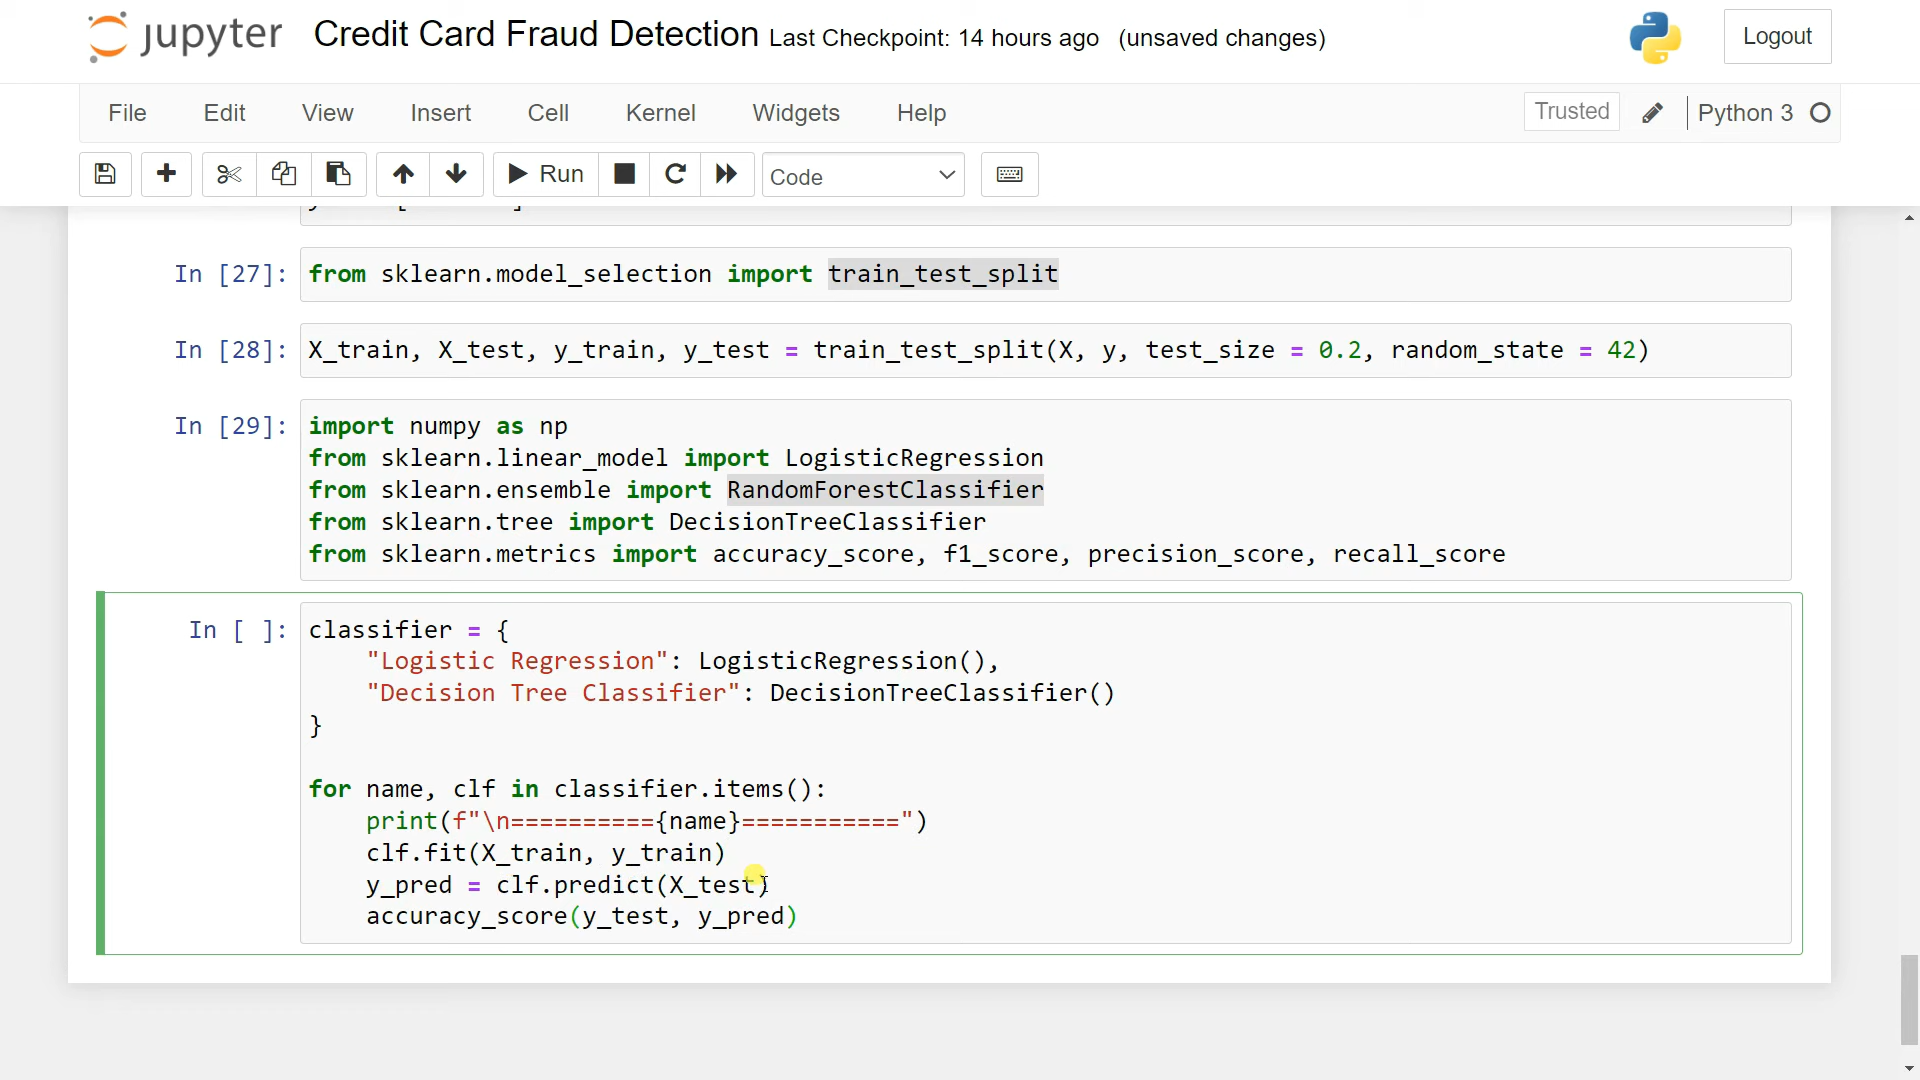 jupyter Credit Card Fraud Detection Last Checkpoint: 14 hours ago (unsaved changes) Logout
File Edit View Insert Cell Kernel Widgets Help Trusted Python 3
Run Code
In [27]: from sklearn.model_selection import train_test_split
In [28]: X_train, X_test, y_train, y_test = train_test_split(X, y, test_size = 0.2, random_state = 42)
In [29]: import numpy as np
from sklearn.linear_model import LogisticRegression
from sklearn.ensemble import RandomForestClassifier
from sklearn.tree import DecisionTreeClassifier
from sklearn.metrics import accuracy_score, f1_score, precision_score, recall_score
In [ ]: classifier = {
    "Logistic Regression": LogisticRegression(),
    "Decision Tree Classifier": DecisionTreeClassifier()
}
for name, clf in classifier.items():
    print(f"\n=========={name}===========")
    clf.fit(X_train, y_train)
    y_pred = clf.predict(X_test)
    accuracy_score(y_test, y_pred)